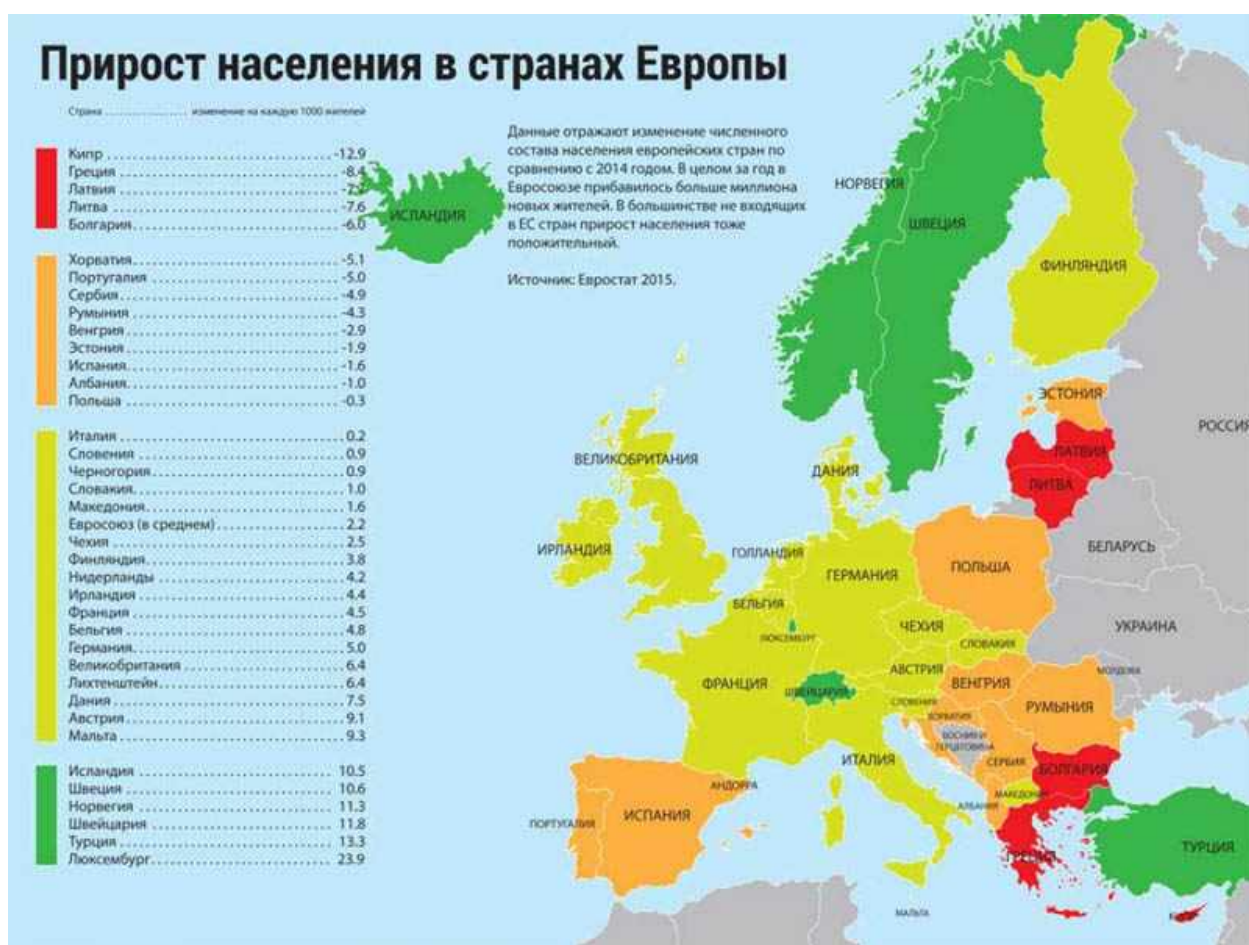 Прирост населения в странах Европы
Страна ........................ изменение на каждую 1000 жителей
Кипр ........................ -12.9
Греция ........................ -8.4
Латвия ........................ -7.7
Литва ........................ -7.6
Болгария ........................ -6.0
Хорватия ........................ -5.1
Португалия ........................ -5.0
Сербия ........................ -4.9
Румыния ........................ -4.3
Венгрия ........................ -2.9
Эстония ........................ -1.9
Испания ........................ -1.6
Албания ........................ -1.0
Польша ........................ -0.3
Италия ........................ 0.2
Словения ........................ 0.9
Черногория ........................ 0.9
Словакия ........................ 1.0
Македония ........................ 1.6
Евросоюз (в среднем) ........................ 2.2
Чехия ........................ 2.5
Финляндия ........................ 3.8
Нидерланды ........................ 4.2
Ирландия ........................ 4.4
Франция ........................ 4.5
Бельгия ........................ 4.8
Германия ........................ 5.0
Великобритания ........................ 6.4
Лихтенштейн ........................ 6.4
Дания ........................ 7.5
Австрия ........................ 9.1
Мальта ........................ 9.3
Исландия ........................ 10.5
Швеция ........................ 10.6
Норвегия ........................ 11.3
Швейцария ........................ 11.8
Турция ........................ 13.3
Люксембург ........................ 23.9
Данные отражают изменение численного
состава населения европейских стран по
сравнению с 2014 годом. В целом за год в
Евросоюзе прибавилось больше миллиона
новых жителей. В большинстве не входящих
в ЕС стран прирост населения тоже
положительный.
Источник: Евростат 2015.
ИСЛАНДИЯ
НОРВЕГИЯ
ШВЕЦИЯ
ФИНЛЯНДИЯ
ЭСТОНИЯ
РОССИЯ
ЛАТВИЯ
ЛИТВА
ВЕЛИКОБРИТАНИЯ
ДАНИЯ
ИРЛАНДИЯ
ГОЛЛАНДИЯ
БЕЛАРУСЬ
ПОЛЬША
ГЕРМАНИЯ
БЕЛЬГИЯ
ЛЮКСЕМБУРГ
ЧЕХИЯ
УКРАИНА
СЛОВАКИЯ
АВСТРИЯ
МОЛДОВА
ФРАНЦИЯ
ШВЕЙЦАРИЯ
ВЕНГРИЯ
СЛОВЕНИЯ
РУМЫНИЯ
ХОРВАТИЯ
БОСНИЯ И
ГЕРЦЕГОВИНА
ИТАЛИЯ
СЕРБИЯ
БОЛГАРИЯ
АНДОРРА
МАКЕДОНИЯ
АЛБАНИЯ
ПОРТУГАЛИЯ
ИСПАНИЯ
ГРЕЦИЯ
ТУРЦИЯ
МАЛЬТА
КИПР